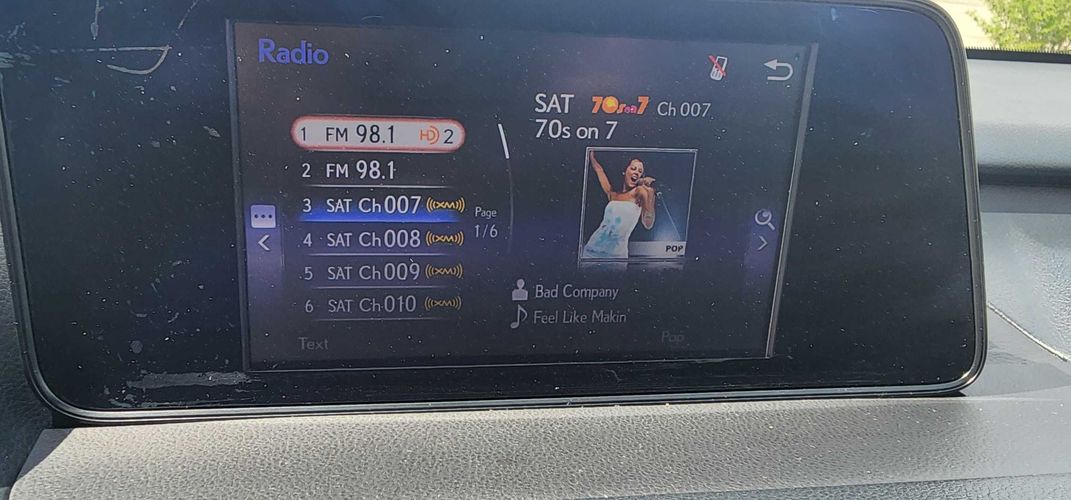 Radio
1 FM 98.1 HD 2
2 FM 98.1
3 SAT Ch 007 ((XM))
4 SAT Ch 008 ((XM))
5 SAT Ch 009 ((XM))
6 SAT Ch 010 ((XM))
Page
1/6
Text
SAT 70s on 7 Ch 007
70s on 7
POP
Bad Company
Feel Like Makin'
Pop